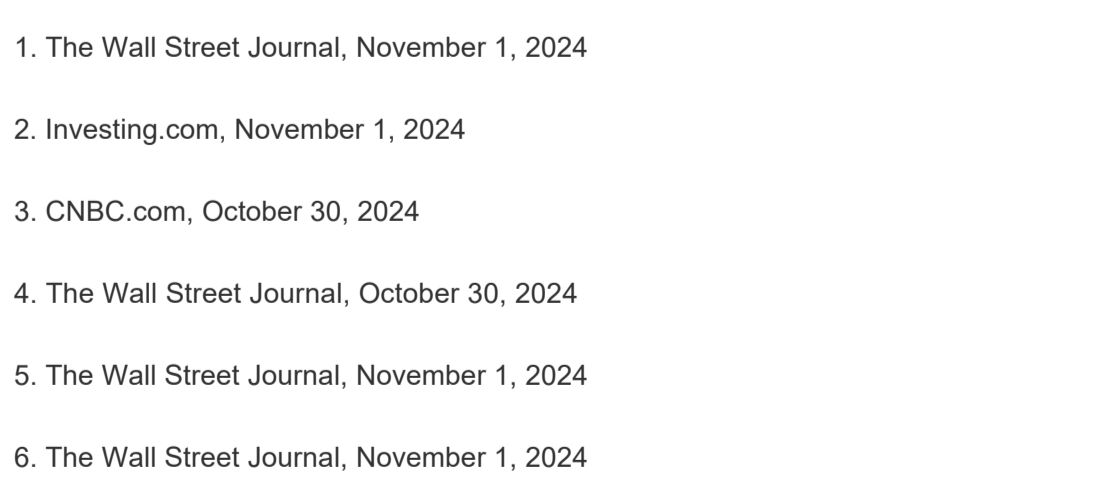 1. The Wall Street Journal, November 1, 2024
2. Investing.com, November 1, 2024
3. CNBC.com, October 30, 2024
4. The Wall Street Journal, October 30, 2024
5. The Wall Street Journal, November 1, 2024
6. The Wall Street Journal, November 1, 2024